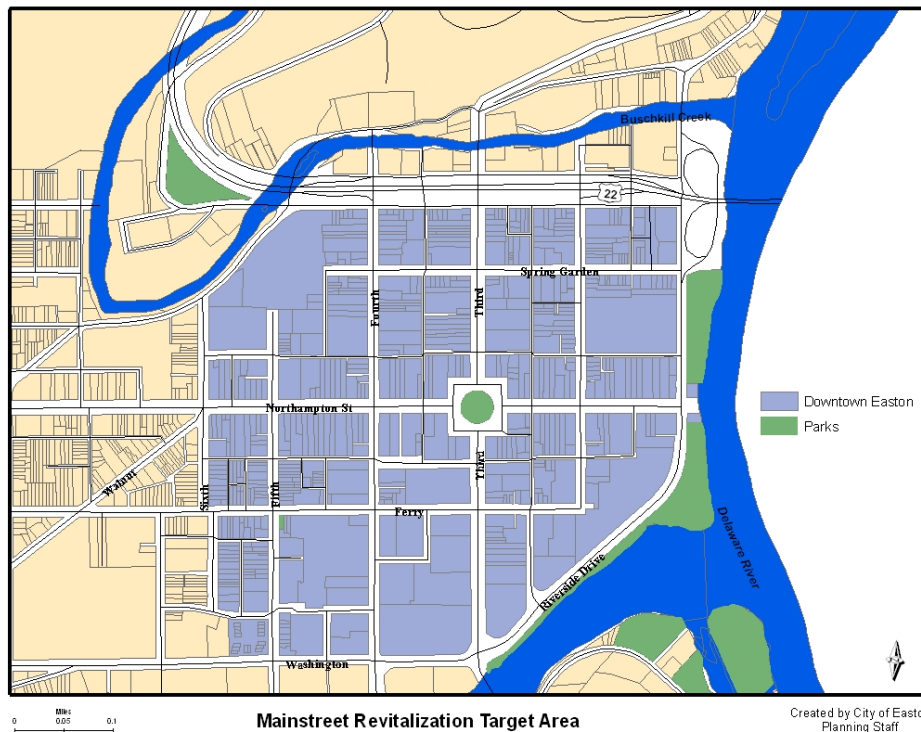 Buschkill Creek
22
Spring Garden
Fourth
Third
Northampton St
Downtown Easton
Parks
Walnut
Sixth
Fifth
Third
Ferry
Delaware River
Riverside Drive
Washington
Miles
0 0.05 0.1
Mainstreet Revitalization Target Area
Created by City of Easto
Planning Staff